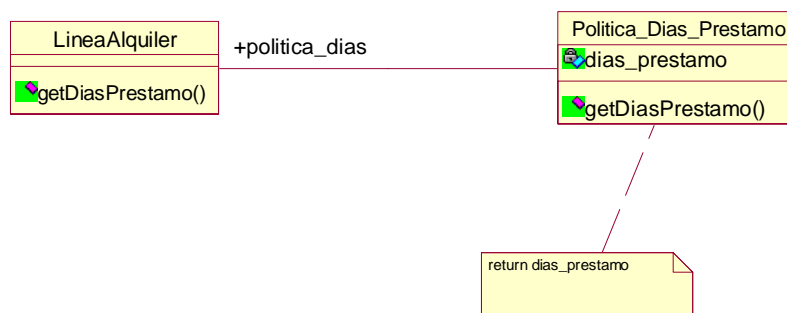 LineaAlquiler
getDiasPrestamo()
+politica_dias
Politica_Dias_Prestamo
dias_prestamo
getDiasPrestamo()
return dias_prestamo